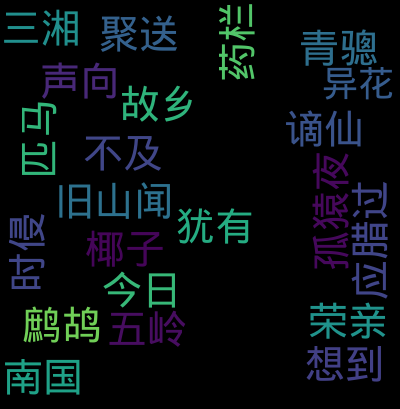 三湘
聚送
药栏
青骢
异花
声向
故乡
谪仙
匹马
不及
孤猿夜
旧山闻
犹有
应腊过
时侵
椰子
今日
鹧鸪
五岭
荣亲
南国
想到